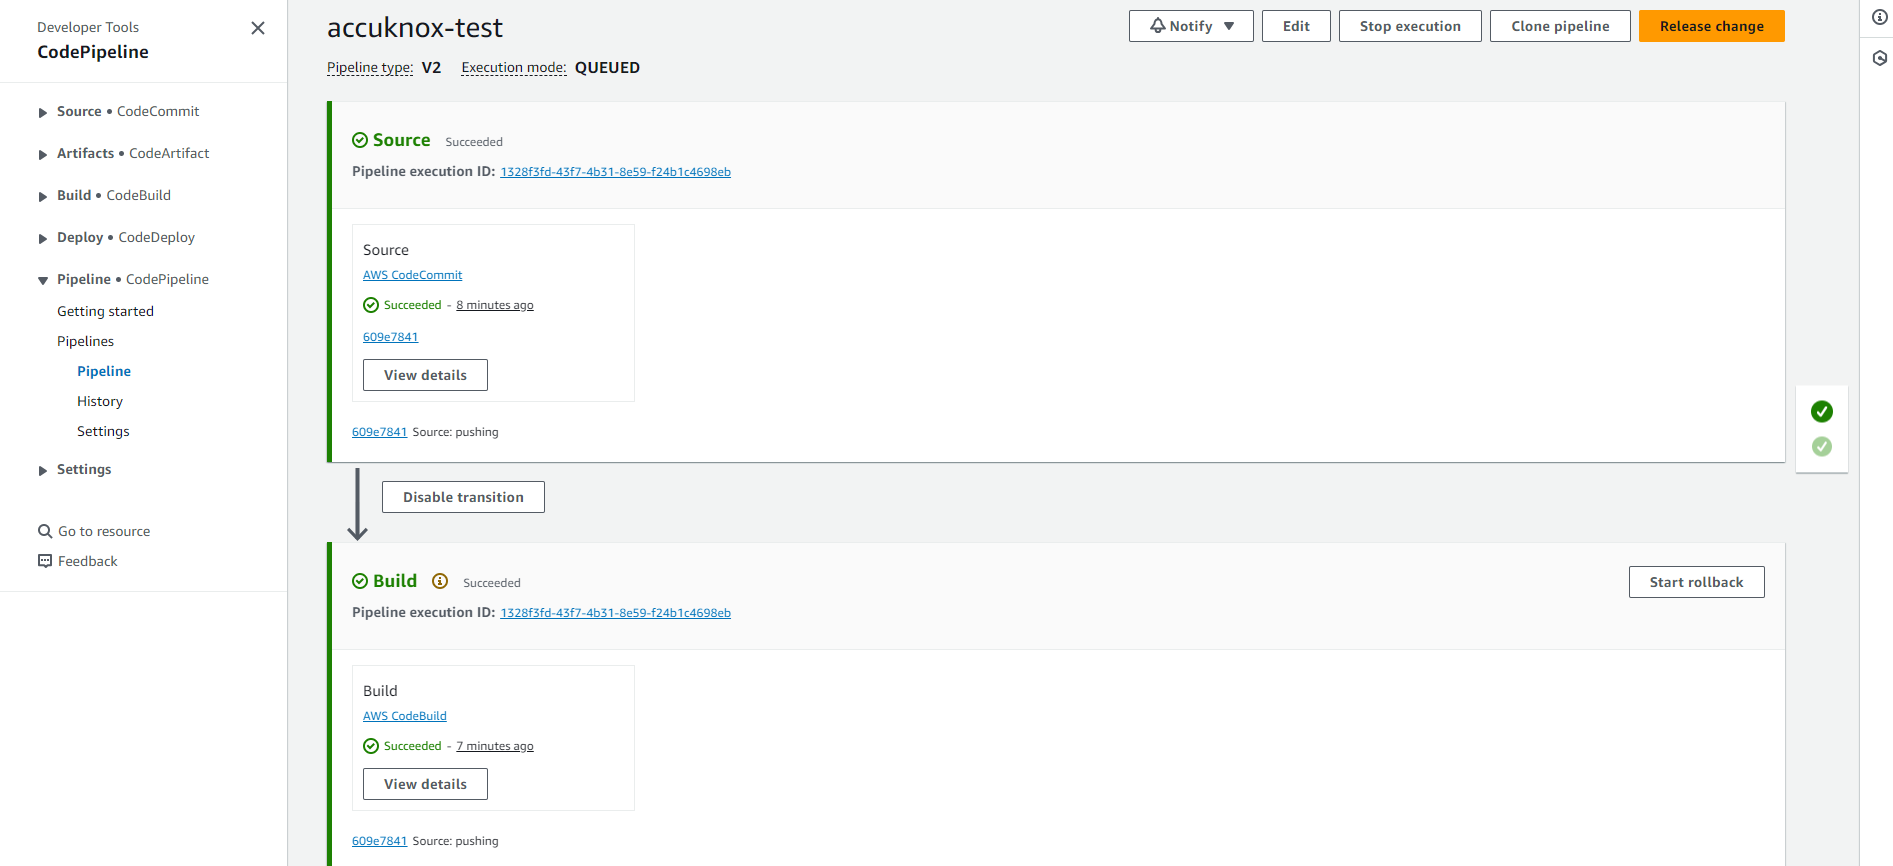 Developer Tools
CodePipeline
Source • CodeCommit
Artifacts • CodeArtifact
Build • CodeBuild
Deploy • CodeDeploy
Pipeline • CodePipeline
Getting started
Pipelines
Pipeline
History
Settings
Settings
Go to resource
Feedback
accuknox-test
Notify
Edit
Stop execution
Clone pipeline
Release change
Pipeline type: V2 Execution mode: QUEUED
Source Succeeded
Pipeline execution ID: 1328f3fd-43f7-4b31-8e59-f24b1c4698eb
Source
AWS CodeCommit
Succeeded - 8 minutes ago
609e7841
View details
609e7841 Source: pushing
Disable transition
Build Succeeded
Start rollback
Pipeline execution ID: 1328f3fd-43f7-4b31-8e59-f24b1c4698eb
Build
AWS CodeBuild
Succeeded - 7 minutes ago
View details
609e7841 Source: pushing